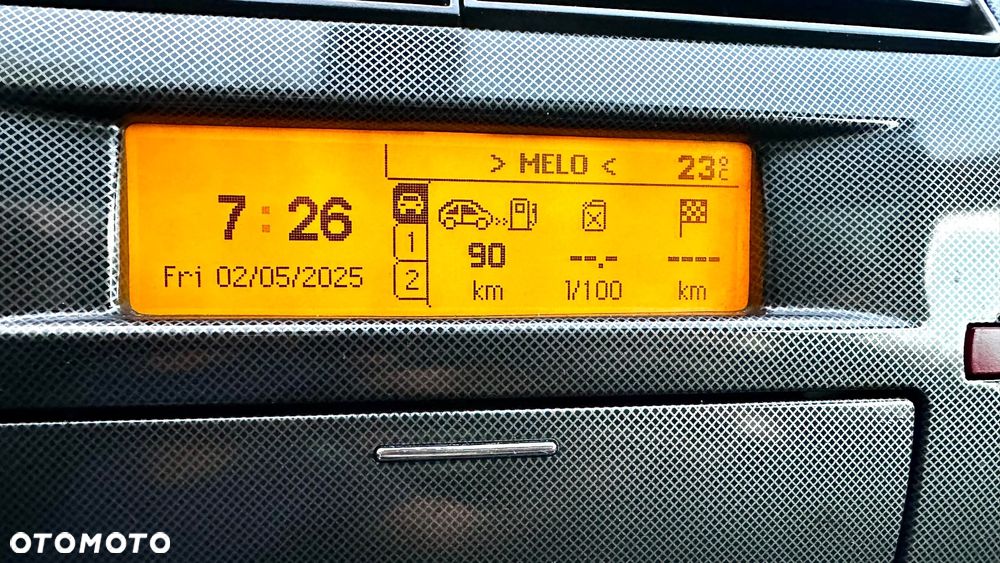 > MELO < 23°C
7:26
Fri 02/05/2025
1
2
90 --.- ----
km l/100 km
OTOMOTO